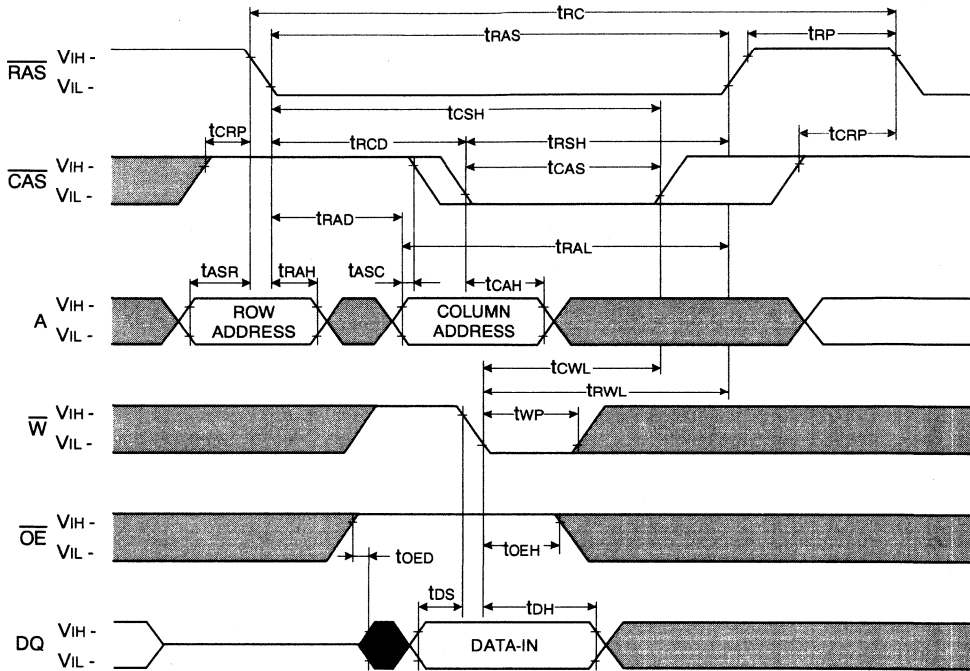 tRC
tRAS
tRP
RAS
VIH -
VIL -
tCSH
tCRP
tRCD
tRSH
tCRP
CAS
VIH -
VIL -
tCAS
tRAD
tRAL
tASR
tRAH
tASC
tCAH
A
VIH -
VIL -
ROW
ADDRESS
COLUMN
ADDRESS
tCWL
tRWL
W
VIH -
VIL -
tWP
OE
VIH -
VIL -
tOED
tOEH
tDS
tDH
DQ
VIH -
VIL -
DATA-IN